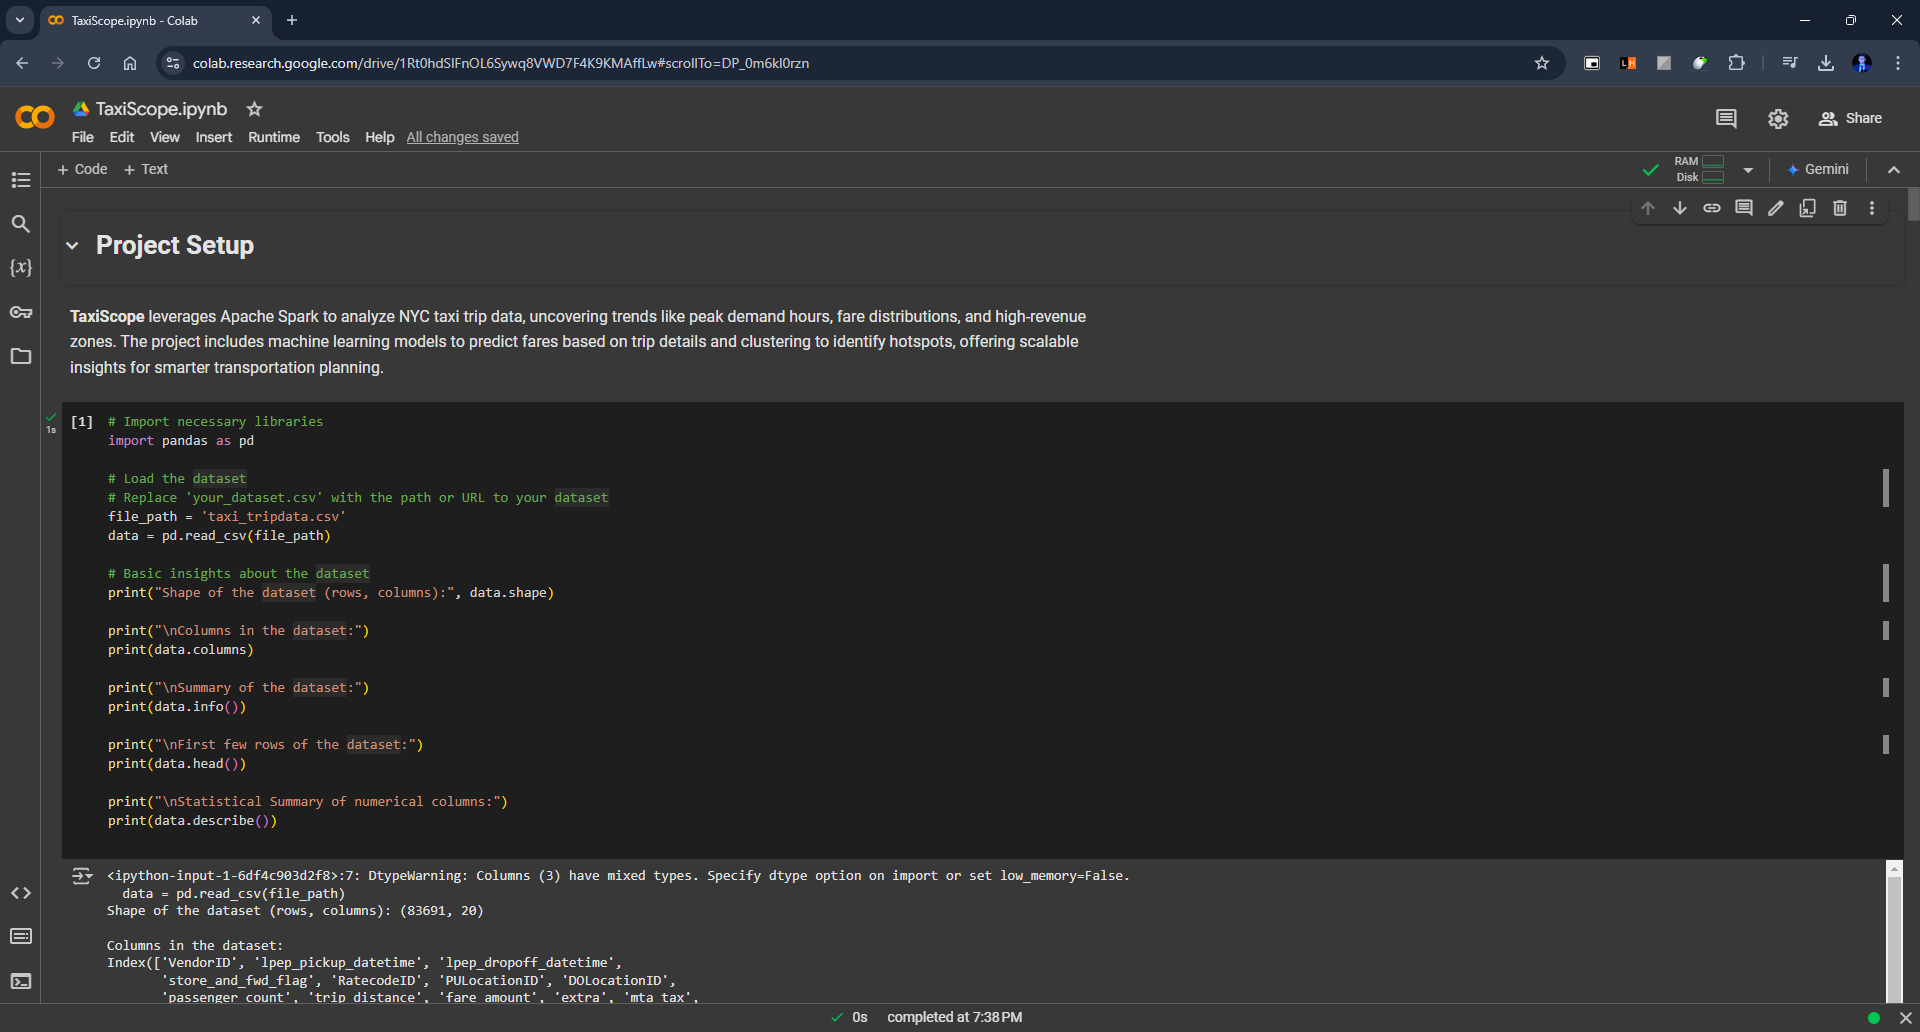 TaxiScope.ipynb - Colab
colab.research.google.com/drive/1Rt0hdSIFnOL6Sywq8VWD7F4K9KMAffLw#scrollTo=DP_0m6kl0rzn
TaxiScope.ipynb
File Edit View Insert Runtime Tools Help All changes saved
Share
+ Code + Text
RAM
Disk
Gemini
Project Setup
TaxiScope leverages Apache Spark to analyze NYC taxi trip data, uncovering trends like peak demand hours, fare distributions, and high-revenue
zones. The project includes machine learning models to predict fares based on trip details and clustering to identify hotspots, offering scalable
insights for smarter transportation planning.
1s
[1] # Import necessary libraries
import pandas as pd
# Load the dataset
# Replace 'your_dataset.csv' with the path or URL to your dataset
file_path = 'taxi_tripdata.csv'
data = pd.read_csv(file_path)
# Basic insights about the dataset
print("Shape of the dataset (rows, columns):", data.shape)
print("\nColumns in the dataset:")
print(data.columns)
print("\nSummary of the dataset:")
print(data.info())
print("\nFirst few rows of the dataset:")
print(data.head())
print("\nStatistical Summary of numerical columns:")
print(data.describe())
<ipython-input-1-6df4c903d2f8>:7: DtypeWarning: Columns (3) have mixed types. Specify dtype option on import or set low_memory=False.
data = pd.read_csv(file_path)
Shape of the dataset (rows, columns): (83691, 20)
Columns in the dataset:
Index(['VendorID', 'lpep_pickup_datetime', 'lpep_dropoff_datetime',
'store_and_fwd_flag', 'RatecodeID', 'PULocationID', 'DOLocationID',
'passenger_count', 'trip_distance', 'fare_amount', 'extra', 'mta_tax',
0s completed at 7:38 PM